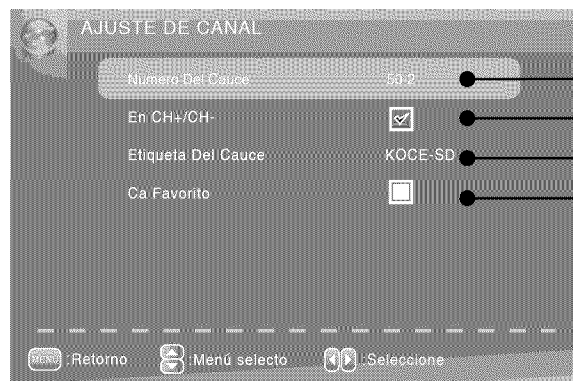 AJUSTE DE CANAL
Numero Del Cauce 50-2
En CH+/CH-
Etiqueta Del Cauce KOCE-SD
Ca Favorito
MENU :Retorno :Menú selecto :Seleccione